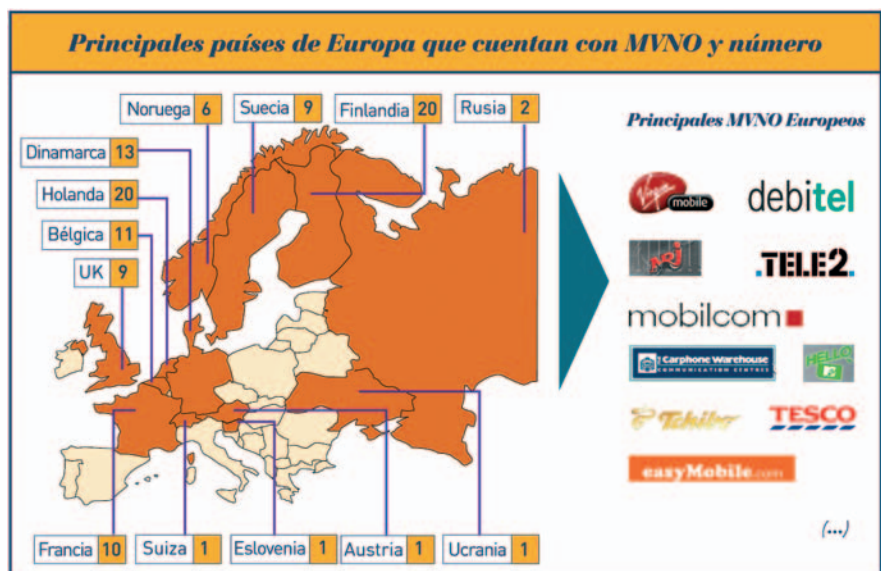 Principales países de Europa que cuentan con MVNO y número
Noruega 6
Suecia 9
Finlandia 20
Rusia 2
Dinamarca 13
Holanda 20
Bélgica 11
UK 9
Francia 10
Suiza 1
Eslovenia 1
Austria 1
Ucrania 1
Principales MVNO Europeos
Virgin
mobile
debitel
NRJ
.TELE2.
mobilcom
The Carphone Warehouse
COMMUNICATION CENTRES
HELLO
Tchibo
TESCO
easyMobile.com
(...)